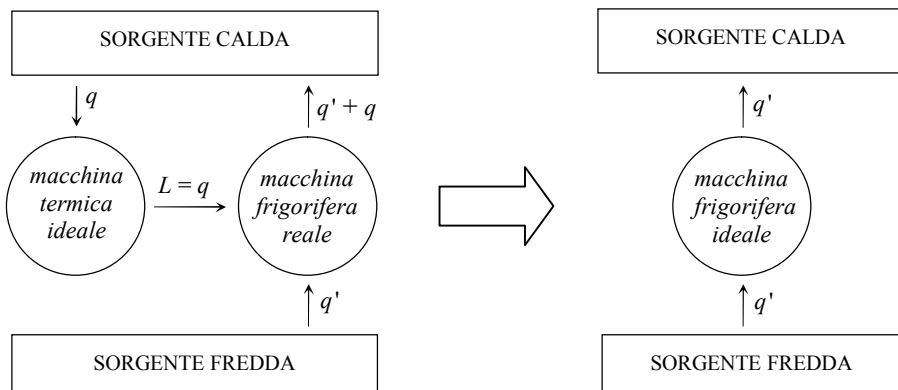 SORGENTE CALDA
q
q' + q
macchina
termica
ideale
L = q
macchina
frigorifera
reale
q'
SORGENTE FREDDA
SORGENTE CALDA
q'
macchina
frigorifera
ideale
q'
SORGENTE FREDDA